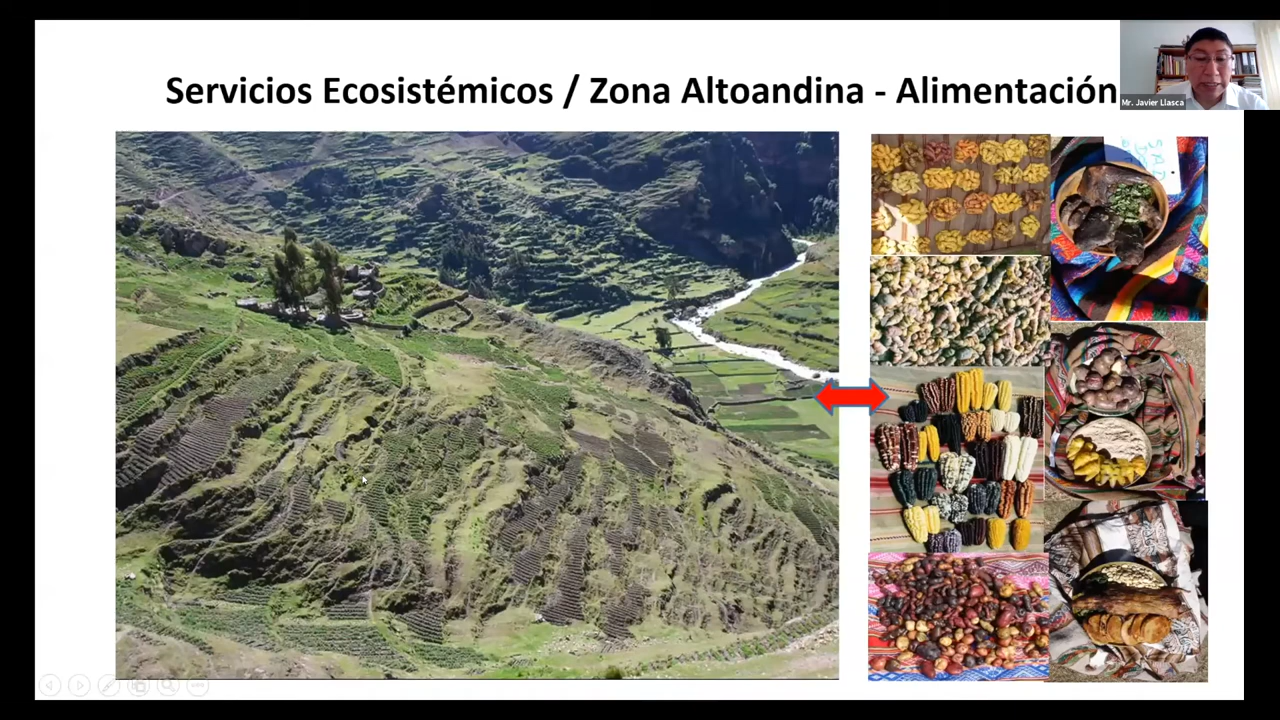 Servicios Ecosistémicos / Zona Altoandina - Alimentación
Mr. Javier Llasca